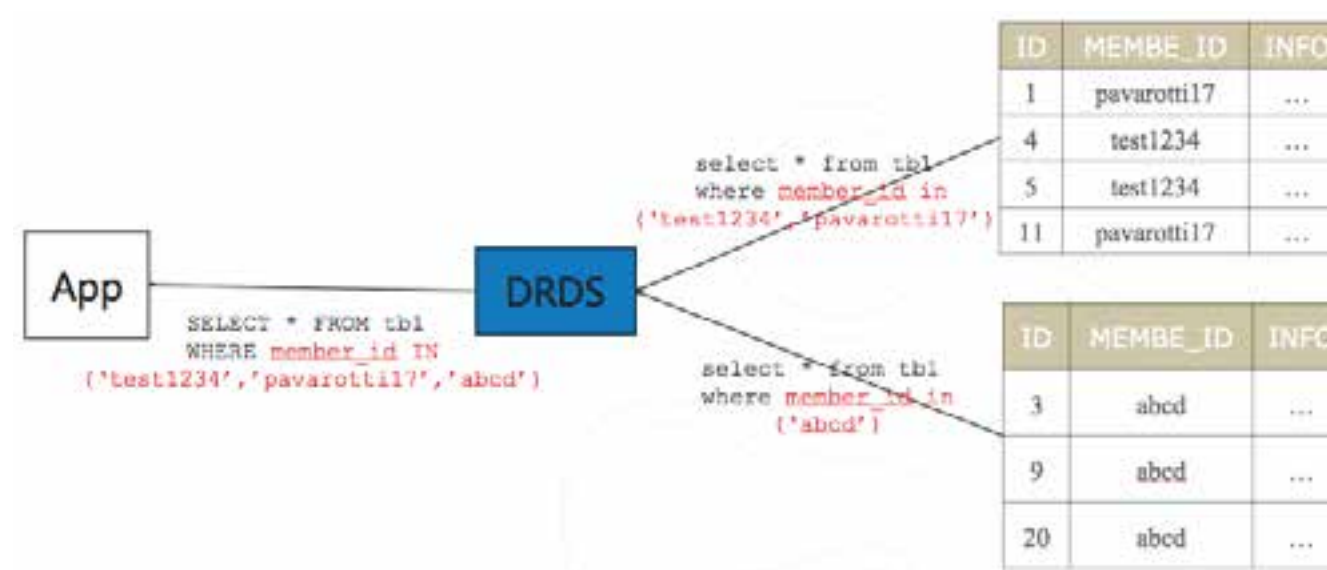 App
SELECT * FROM tbl
WHERE member_id IN
('test1234','pavarotti17','abcd')
DRDS
select * from tbl
where member_id in
('test1234','pavarotti17')
select * from tbl
where member_id in
('abcd')
ID MEMBE_ID INFO
1 pavarotti17 ...
4 test1234 ...
5 test1234 ...
11 pavarotti17 ...
ID MEMBE_ID INFO
3 abcd ...
9 abcd ...
20 abcd ...